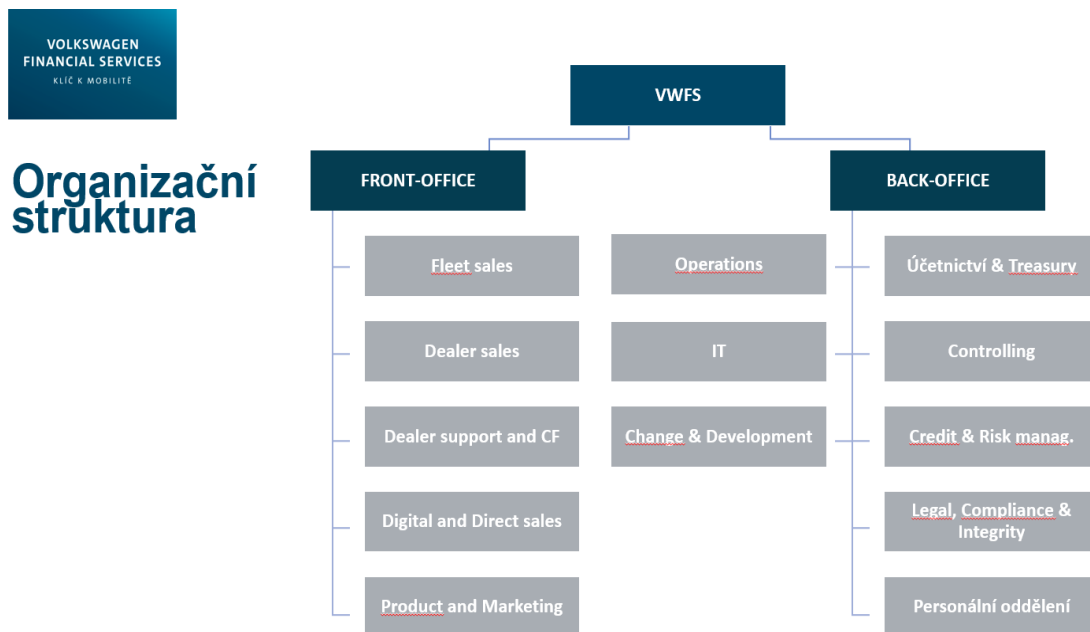 VOLKSWAGEN
FINANCIAL SERVICES
KLÍČ K MOBILITĚ
Organizační
struktura
VWFS
FRONT-OFFICE
BACK-OFFICE
Fleet sales
Operations
Účetnictví & Treasury
Dealer sales
IT
Controlling
Dealer support and CF
Change & Development
Credit & Risk manag.
Digital and Direct sales
Legal, Compliance &
Integrity
Product and Marketing
Personální oddělení